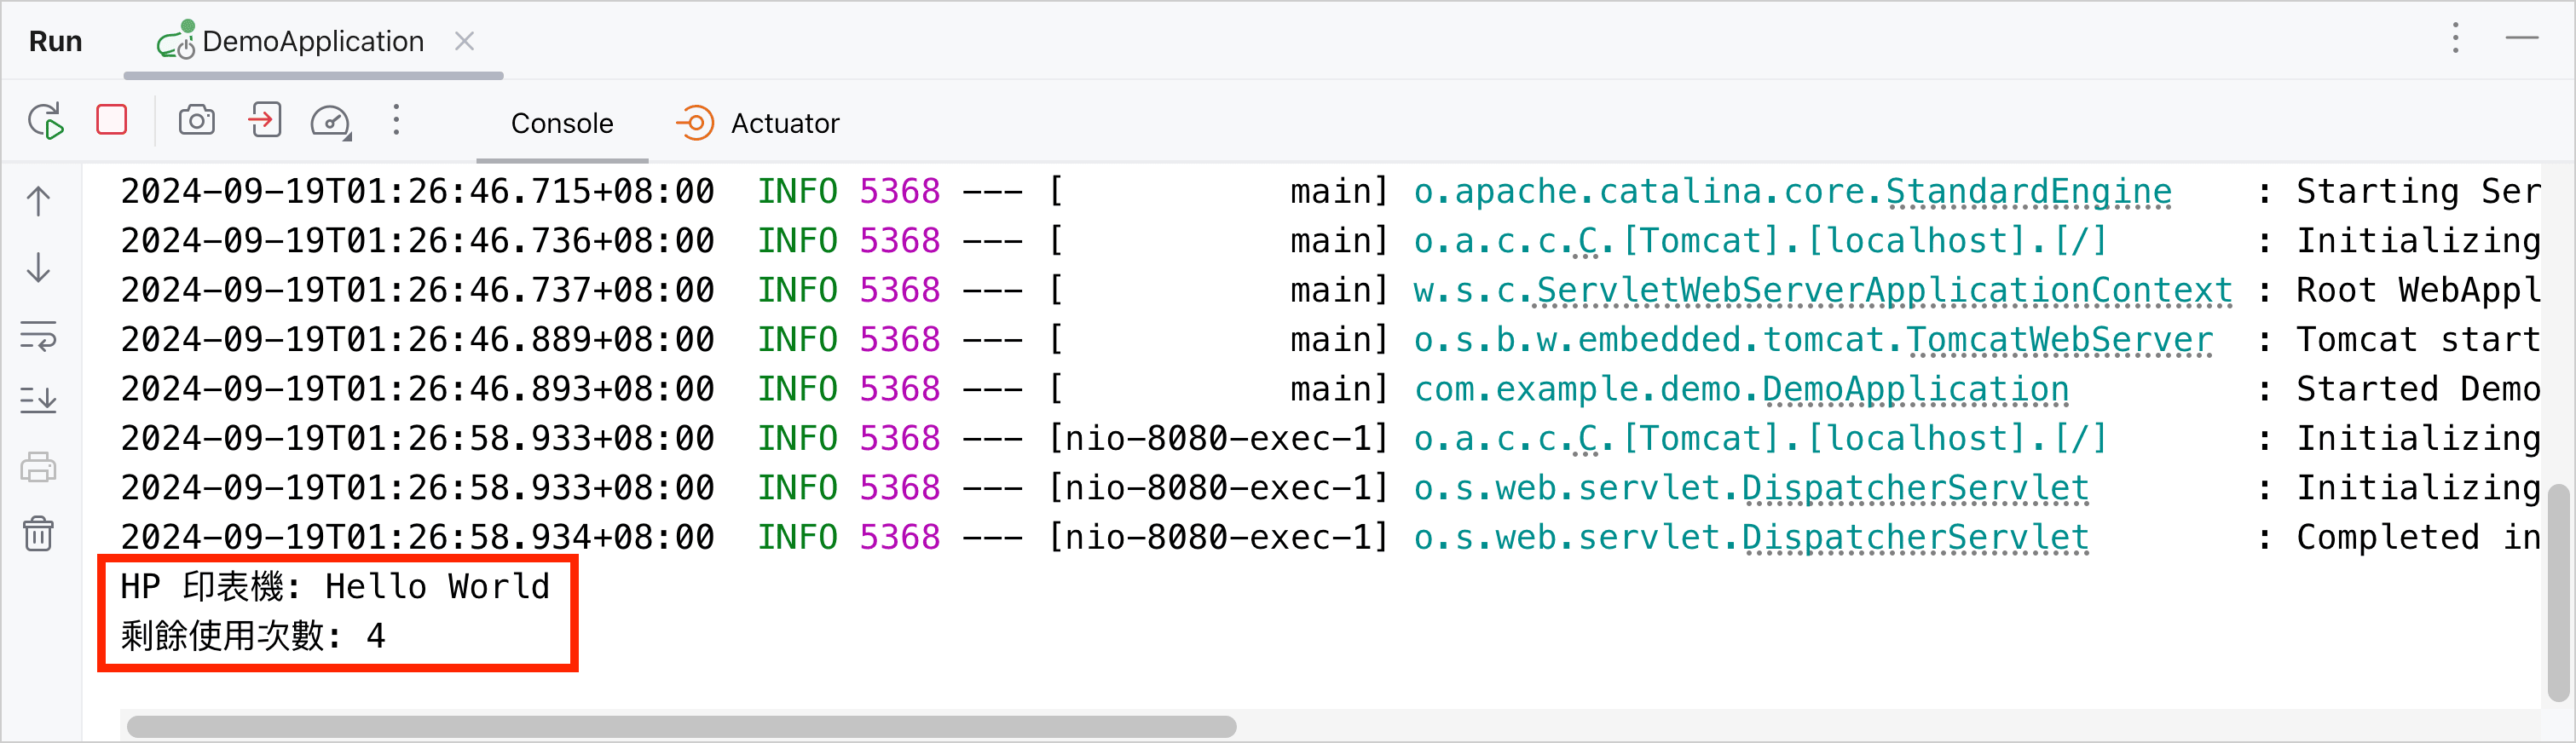 Run DemoApplication
Console Actuator
2024-09-19T01:26:46.715+08:00  INFO 5368 --- [           main] o.apache.catalina.core.StandardEngine    : Starting Ser
2024-09-19T01:26:46.736+08:00  INFO 5368 --- [           main] o.a.c.c.C.[Tomcat].[localhost].[/]       : Initializing
2024-09-19T01:26:46.737+08:00  INFO 5368 --- [           main] w.s.c.ServletWebServerApplicationContext : Root WebAppl
2024-09-19T01:26:46.889+08:00  INFO 5368 --- [           main] o.s.b.w.embedded.tomcat.TomcatWebServer  : Tomcat start
2024-09-19T01:26:46.893+08:00  INFO 5368 --- [           main] com.example.demo.DemoApplication         : Started Demo
2024-09-19T01:26:58.933+08:00  INFO 5368 --- [nio-8080-exec-1] o.a.c.c.C.[Tomcat].[localhost].[/]       : Initializing
2024-09-19T01:26:58.933+08:00  INFO 5368 --- [nio-8080-exec-1] o.s.web.servlet.DispatcherServlet        : Initializing
2024-09-19T01:26:58.934+08:00  INFO 5368 --- [nio-8080-exec-1] o.s.web.servlet.DispatcherServlet        : Completed in
HP 印表機: Hello World
剩餘使用次數: 4